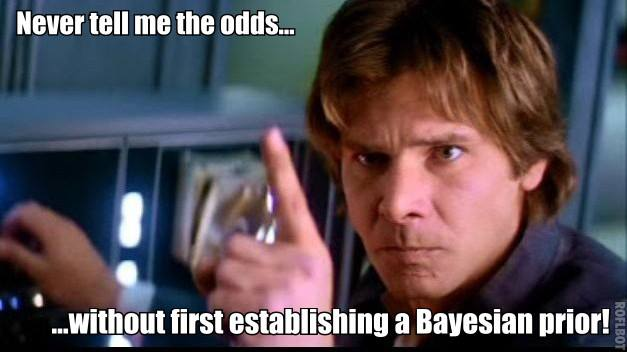 Never tell me the odds...
...without first establishing a Bayesian prior!
ROFLBOT